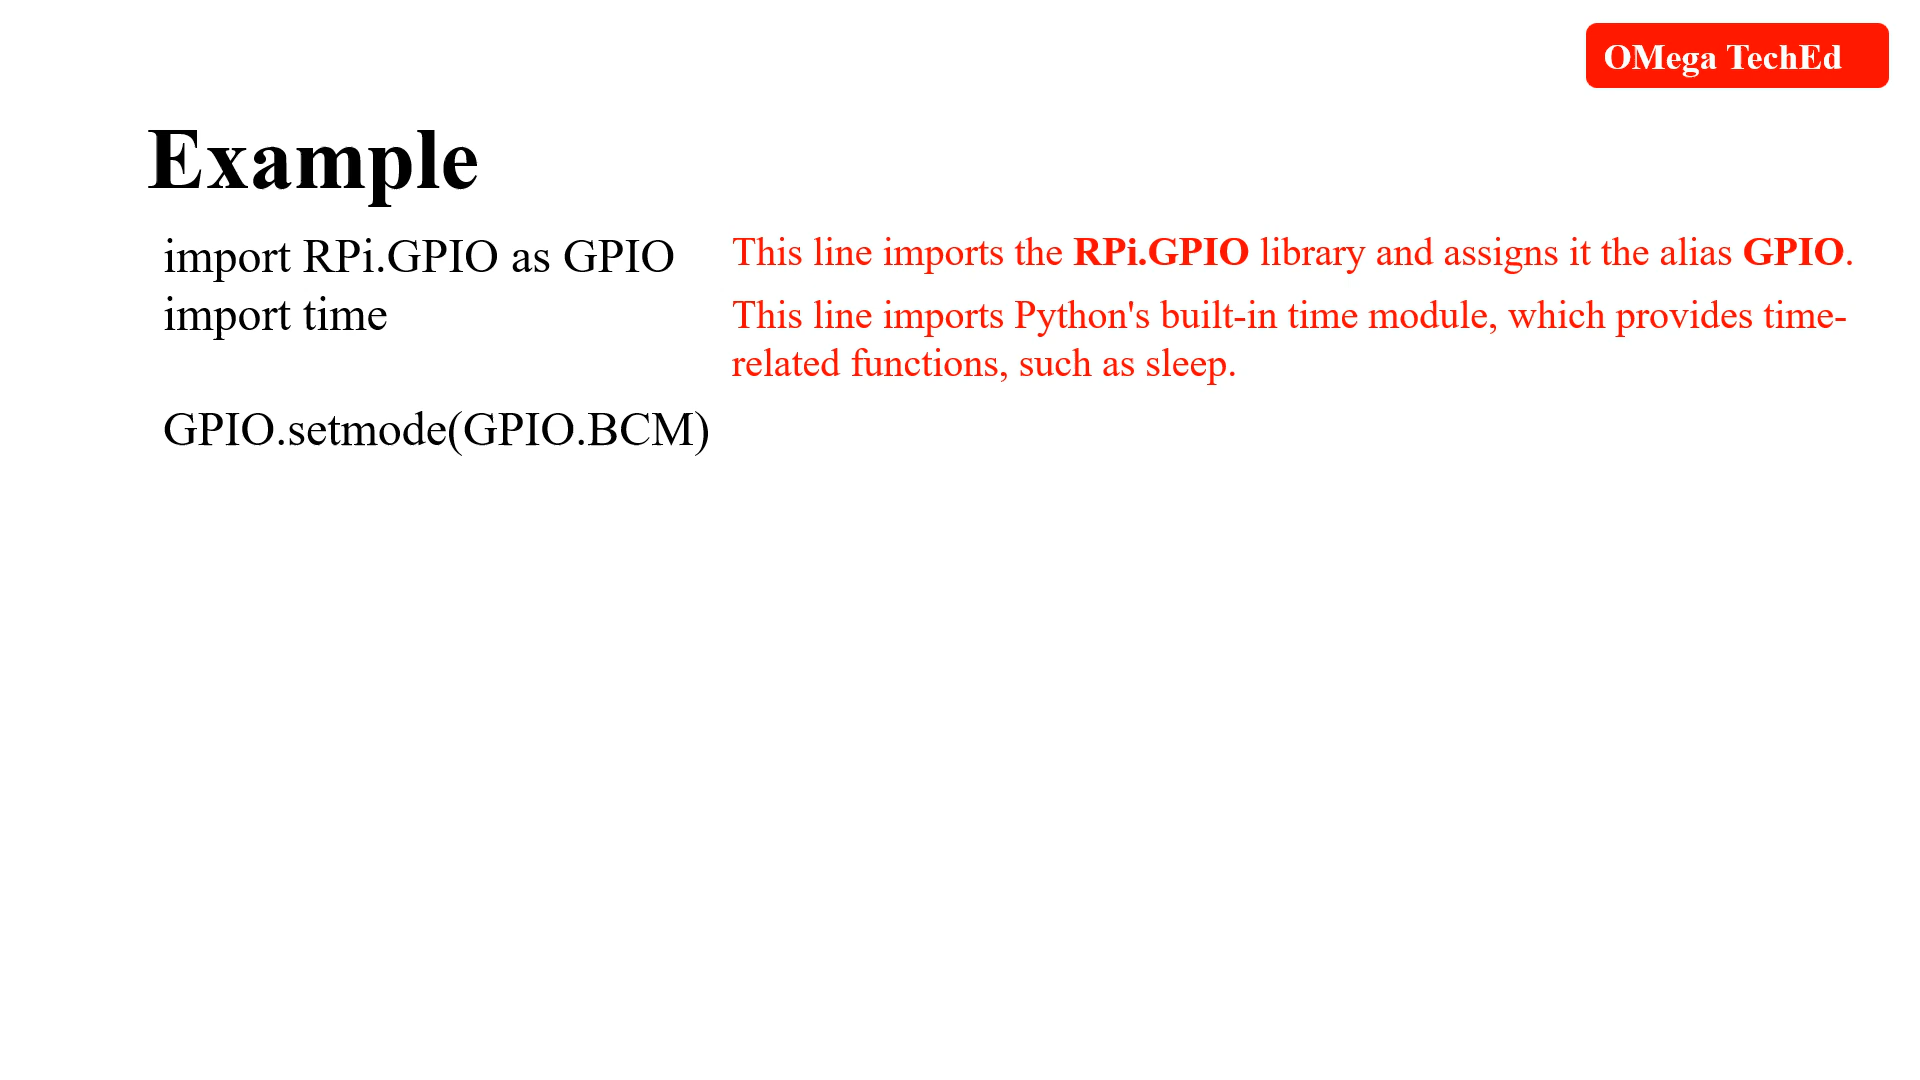 OMega TechEd
Example
import RPi.GPIO as GPIO
This line imports the RPi.GPIO library and assigns it the alias GPIO.
import time
This line imports Python's built-in time module, which provides time-
related functions, such as sleep.
GPIO.setmode(GPIO.BCM)